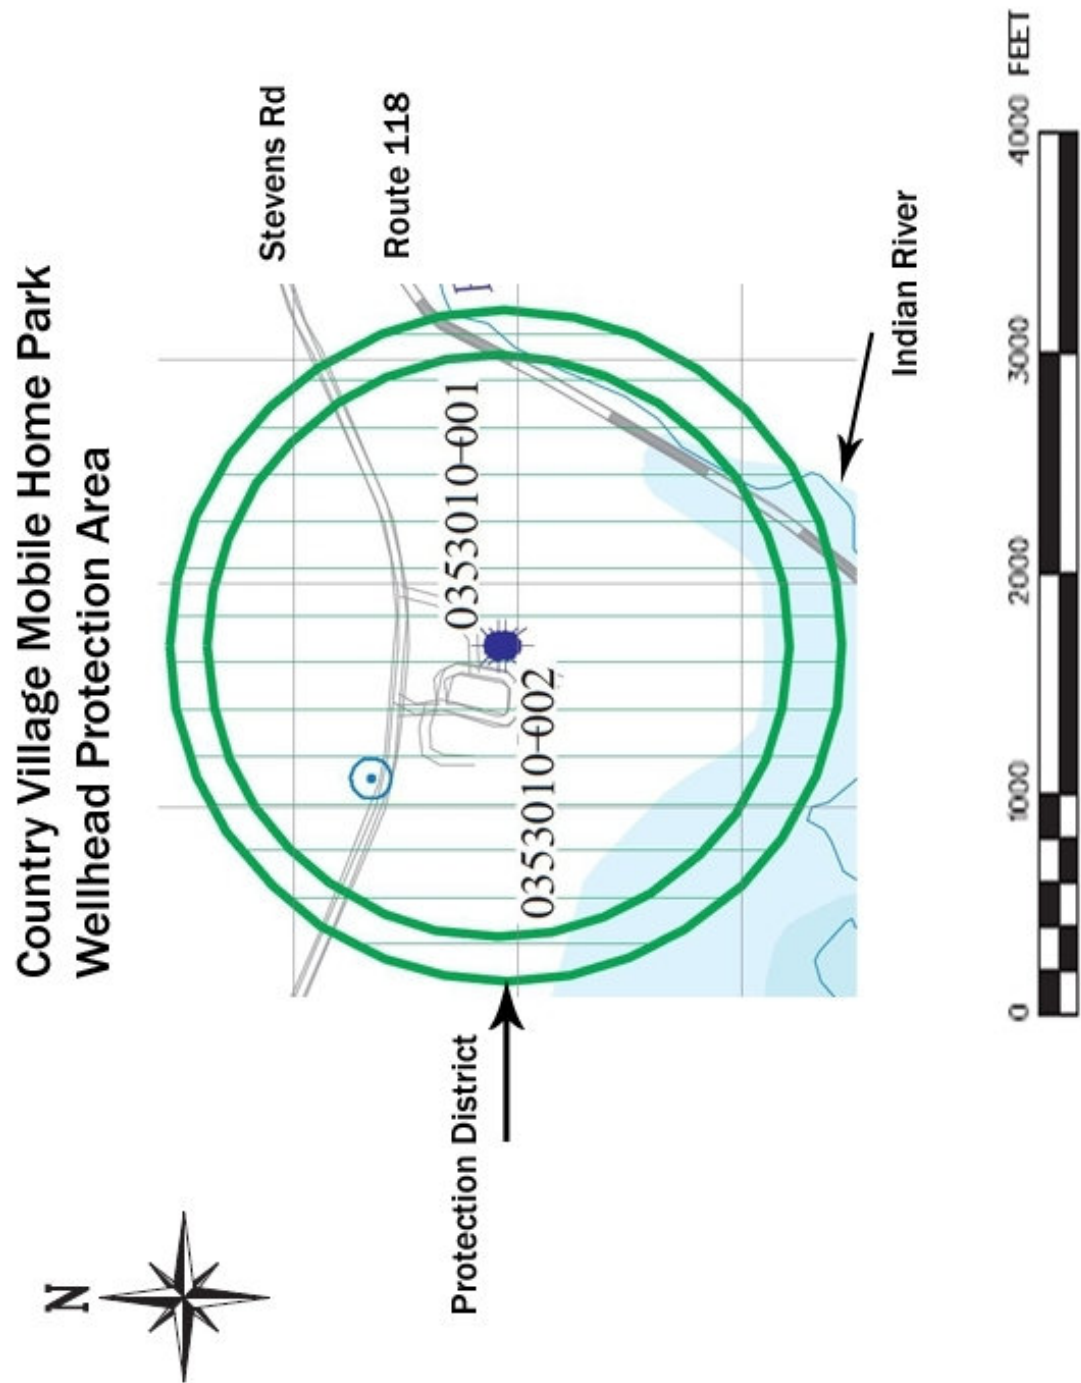 Country Village Mobile Home Park
Wellhead Protection Area
N
Stevens Rd
Route 118
0353010-001
0353010-002
Protection District
Indian River
0
1000
2000
3000
4000 FEET